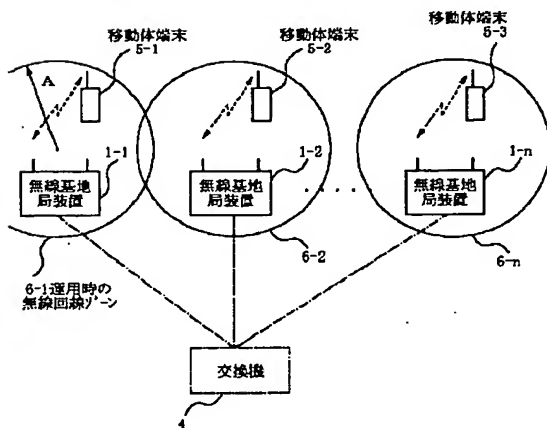 移動体端末
5-1
移動体端末
5-2
移動体端末
5-3
A
1-1
1-2
1-n
無線基地
局装置
無線基地
局装置
. . . .
無線基地
局装置
6-1運用時の
無線回線ゾーン
6-2
6-n
交換機
4